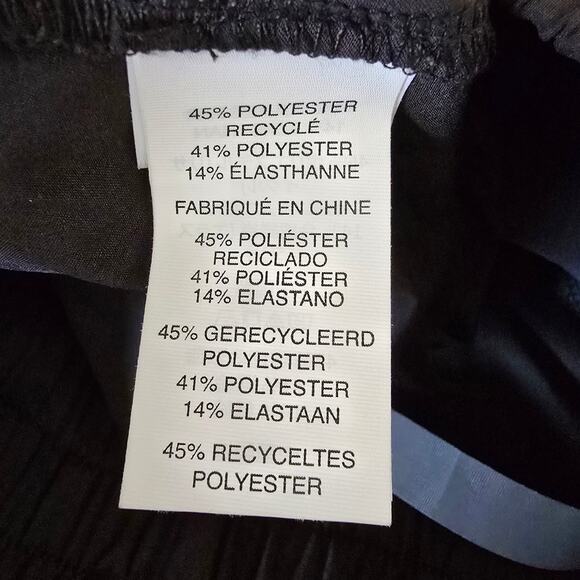 45% POLYESTER
RECYCLÉ
41% POLYESTER
14% ÉLASTHANNE
FABRIQUÉ EN CHINE
45% POLIÉSTER
RECICLADO
41% POLIÉSTER
14% ELASTANO
45% GERECYCLEERD
POLYESTER
41% POLYESTER
14% ELASTAAN
45% RECYCELTES
POLYESTER